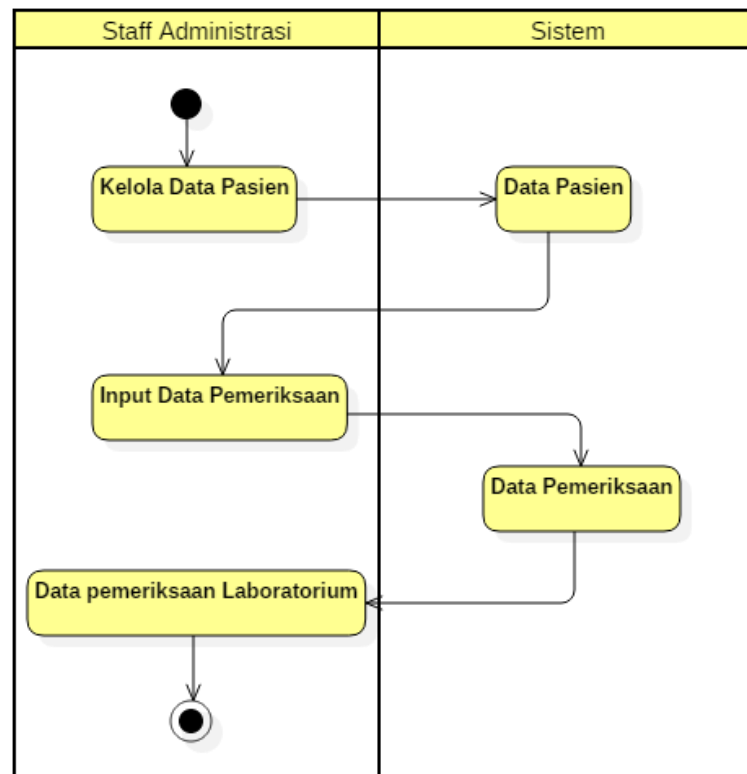 Staff Administrasi
Sistem
Kelola Data Pasien
Data Pasien
Input Data Pemeriksaan
Data Pemeriksaan
Data pemeriksaan Laboratorium